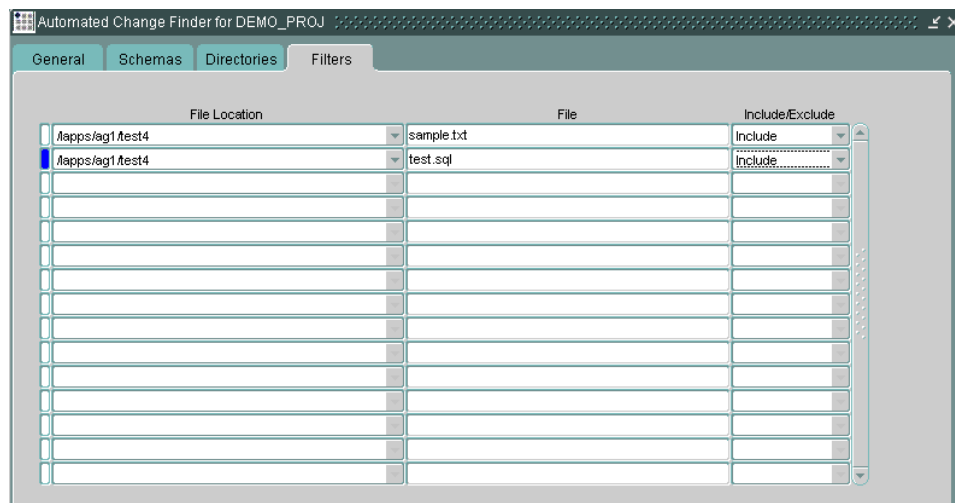 Automated Change Finder for DEMO_PROJ
General Schemas Directories Filters
File Location File Include/Exclude
/apps/ag1/test4 sample.txt Include
/apps/ag1/test4 test.sql Include